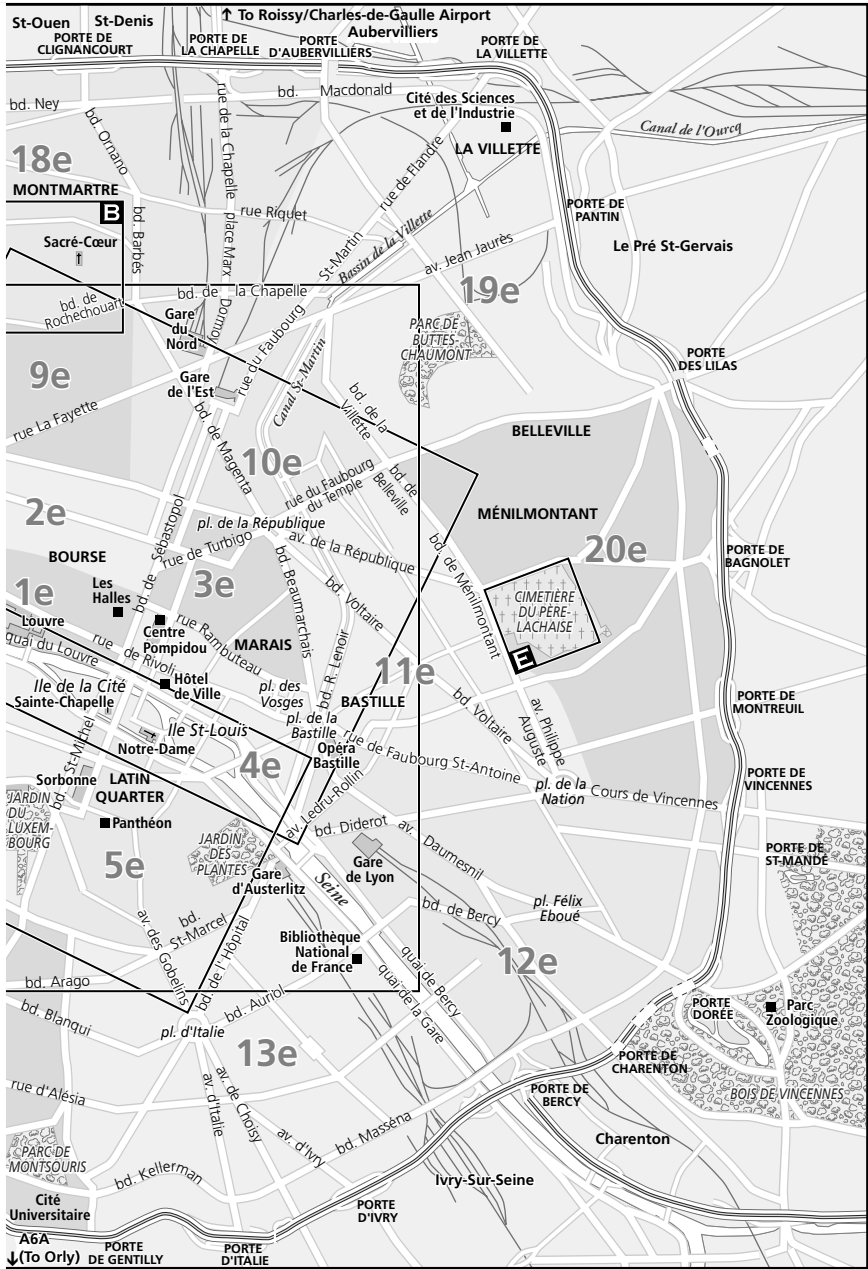 St-Ouen
St-Denis
↑ To Roissy/Charles-de-Gaulle Airport
Aubervilliers
PORTE DE
CLIGNANCOURT
PORTE DE
LA CHAPELLE
PORTE
D'AUBERVILLIERS
PORTE DE
LA VILLETTE
bd. Ney
bd. Macdonald
bd. Ornano
rue de la Chapelle
Cité des Sciences
et de l'Industrie
LA VILLETTE
Canal de l'Ourcq
rue de Flandre
18e
MONTMARTRE
B
Sacré-Cœur
bd. Barbès
place Marx Dormoy
rue Riquet
St-Martin
Bassin de la Villette
av. Jean Jaurès
PORTE DE
PANTIN
Le Pré St-Gervais
19e
bd. de la Chapelle
bd. de
Rochechouart
Gare
du
Nord
rue du Faubourg
PARC DE
BUTTES-
CHAUMONT
PORTE
DES LILAS
9e
Gare
de l'Est
Canal St-Martin
bd. de la
Villette
rue La Fayette
bd. de Magenta
BELLEVILLE
10e
rue du Faubourg
du Temple
bd. de
Belleville
2e
bd. de Sébastopol
pl. de la République
MÉNILMONTANT
20e
rue de Turbigo
av. de la République
BOURSE
bd. de Ménilmontant
PORTE DE
BAGNOLET
3e
bd. Beaumarchais
bd. Voltaire
1e
Les
Halles
CIMETIÈRE
DU PÈRE-
LACHAISE
E
Louvre
Centre
Pompidou
rue Rambuteau
MARAIS
bd. R. Lenoir
quai du Louvre
rue de Rivoli
11e
Ile de la Cité
Sainte-Chapelle
Hôtel
de Ville
pl. des
Vosges
BASTILLE
bd. Voltaire
av. Philippe
Auguste
PORTE DE
MONTREUIL
Ile St-Louis
pl. de la
Bastille
Notre-Dame
bd. St-Michel
Opéra
Bastille
rue de Faubourg St-Antoine
4e
Sorbonne
LATIN
QUARTER
av. Ledru-Rollin
pl. de la
Nation
Cours de Vincennes
PORTE DE
VINCENNES
JARDIN
DU
LUXEM-
BOURG
Panthéon
bd. Diderot
av. Daumesnil
JARDIN
DES
PLANTES
PORTE DE
ST-MANDÉ
5e
Gare
d'Austerlitz
Seine
Gare
de Lyon
pl. Félix
Eboué
bd.
St-Marcel
bd. de Bercy
av. des Gobelins
bd. de l'Hôpital
Bibliothèque
National
de France
quai de Bercy
quai de la Gare
12e
bd. Arago
bd. Auriol
bd. Blanqui
pl. d'Italie
PORTE
DORÉE
Parc
Zoologique
13e
PORTE DE
CHARENTON
rue d'Alésia
av. d'Italie
av. de Choisy
av. d'Ivry
bd. Masséna
PORTE DE
BERCY
BOIS DE VINCENNES
Charenton
PARC DE
MONTSOURIS
bd. Kellerman
Ivry-Sur-Seine
Cité
Universitaire
PORTE
D'IVRY
A6A
↓(To Orly)
PORTE
DE GENTILLY
PORTE
D'ITALIE